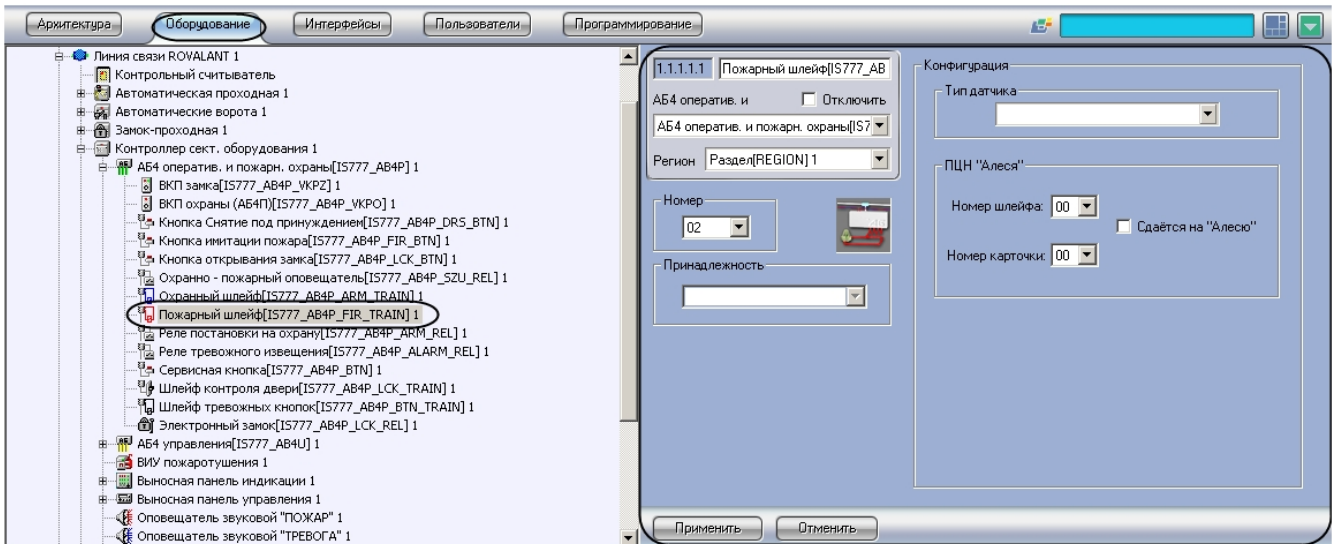 Архитектура
Оборудование
Интерфейсы
Пользователи
Программирование
Линия связи ROVALANT 1
Контрольный считыватель
Автоматическая проходная 1
Автоматические ворота 1
Замок-проходная 1
Контроллер сект. оборудования 1
АБ4 оператив. и пожарн. охраны[IS777_AB4P] 1
ВКП замка[IS777_AB4P_VKPZ] 1
ВКП охраны (АБ4П)[IS777_AB4P_VKPO] 1
Кнопка Снятие под принуждением[IS777_AB4P_DRS_BTN] 1
Кнопка имитации пожара[IS777_AB4P_FIR_BTN] 1
Кнопка открывания замка[IS777_AB4P_LCK_BTN] 1
Охранно - пожарный оповещатель[IS777_AB4P_SZU_REL] 1
Охранный шлейф[IS777_AB4P_ARM_TRAIN] 1
Пожарный шлейф[IS777_AB4P_FIR_TRAIN] 1
Реле постановки на охрану[IS777_AB4P_ARM_REL] 1
Реле тревожного извещения[IS777_AB4P_ALARM_REL] 1
Сервисная кнопка[IS777_AB4P_BTN] 1
Шлейф контроля двери[IS777_AB4P_LCK_TRAIN] 1
Шлейф тревожных кнопок[IS777_AB4P_BTN_TRAIN] 1
Электронный замок[IS777_AB4P_LCK_REL] 1
АБ4 управления[IS777_AB4U] 1
ВИУ пожаротушения 1
Выносная панель индикации 1
Выносная панель управления 1
Оповещатель звуковой "ПОЖАР" 1
Оповещатель звуковой "ТРЕВОГА" 1
1.1.1.1.1 Пожарный шлейф[IS777_AB
АБ4 оператив. и Отключить
АБ4 оператив. и пожарн. охраны[IS7
Регион Раздел[REGION] 1
Номер
02
Принадлежность
Конфигурация
Тип датчика
ПЦН "Алеся"
Номер шлейфа: 00
Сдаётся на "Алесю"
Номер карточки: 00
Применить
Отменить